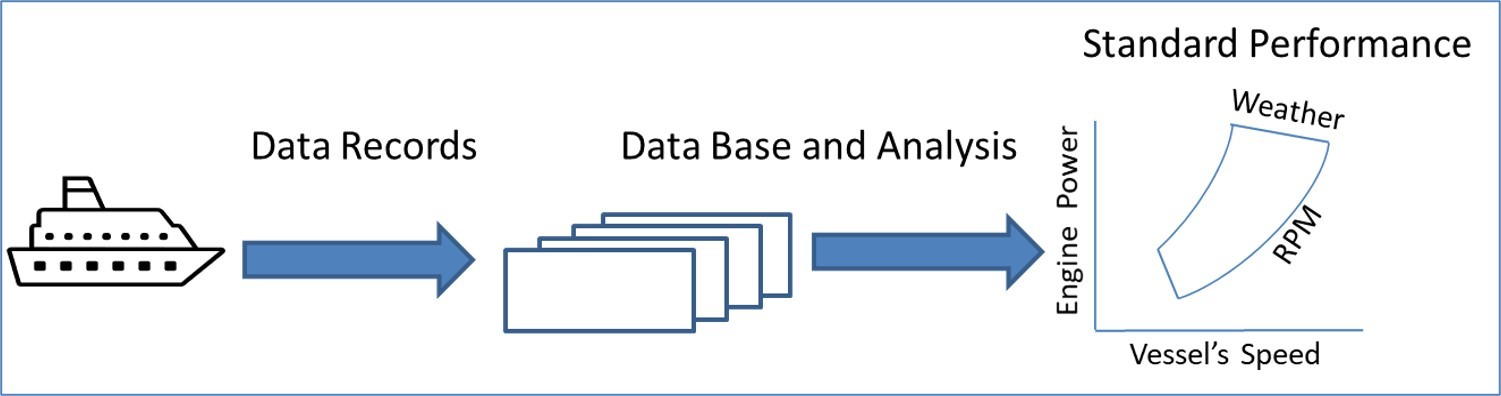 Standard Performance
Data Records
Data Base and Analysis
Weather
RPM
Engine Power
Vessel's Speed